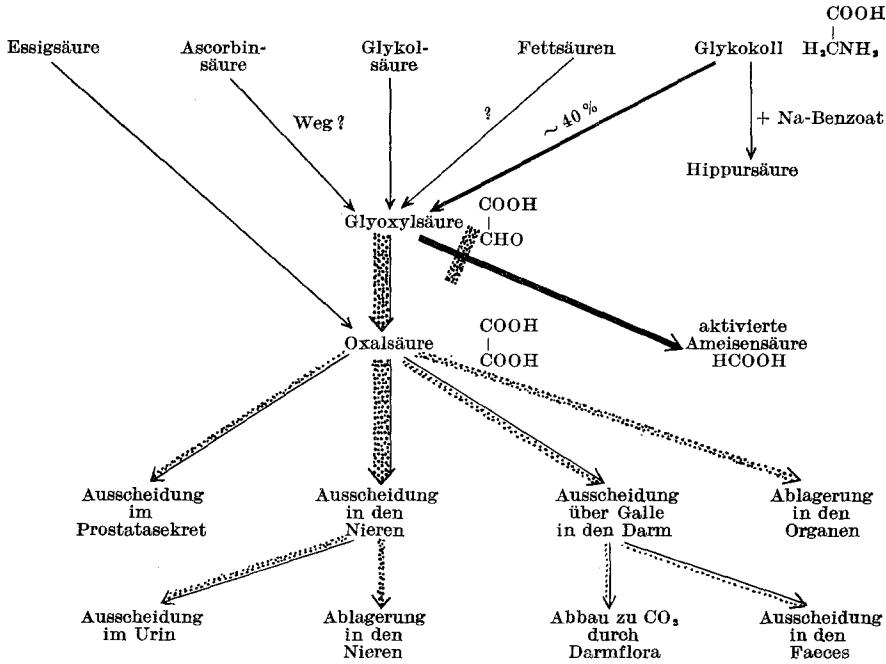 COOH
|
Essigsäure Ascorbin- Glykol- Fettsäuren Glykokoll H₂CNH₂
säure säure
Weg?
?
~ 40 %
+ Na-Benzoat
Hippursäure
COOH
|
Glyoxylsäure
CHO
aktivierte
Ameisensäure
HCOOH
Oxalsäure
COOH
|
COOH
Ausscheidung
im
Prostatasekret
Ausscheidung
in den
Nieren
Ausscheidung
über Galle
in den Darm
Ablagerung
in den
Organen
Ausscheidung
im Urin
Ablagerung
in den
Nieren
Abbau zu CO₂
durch
Darmflora
Ausscheidung
in den
Faeces